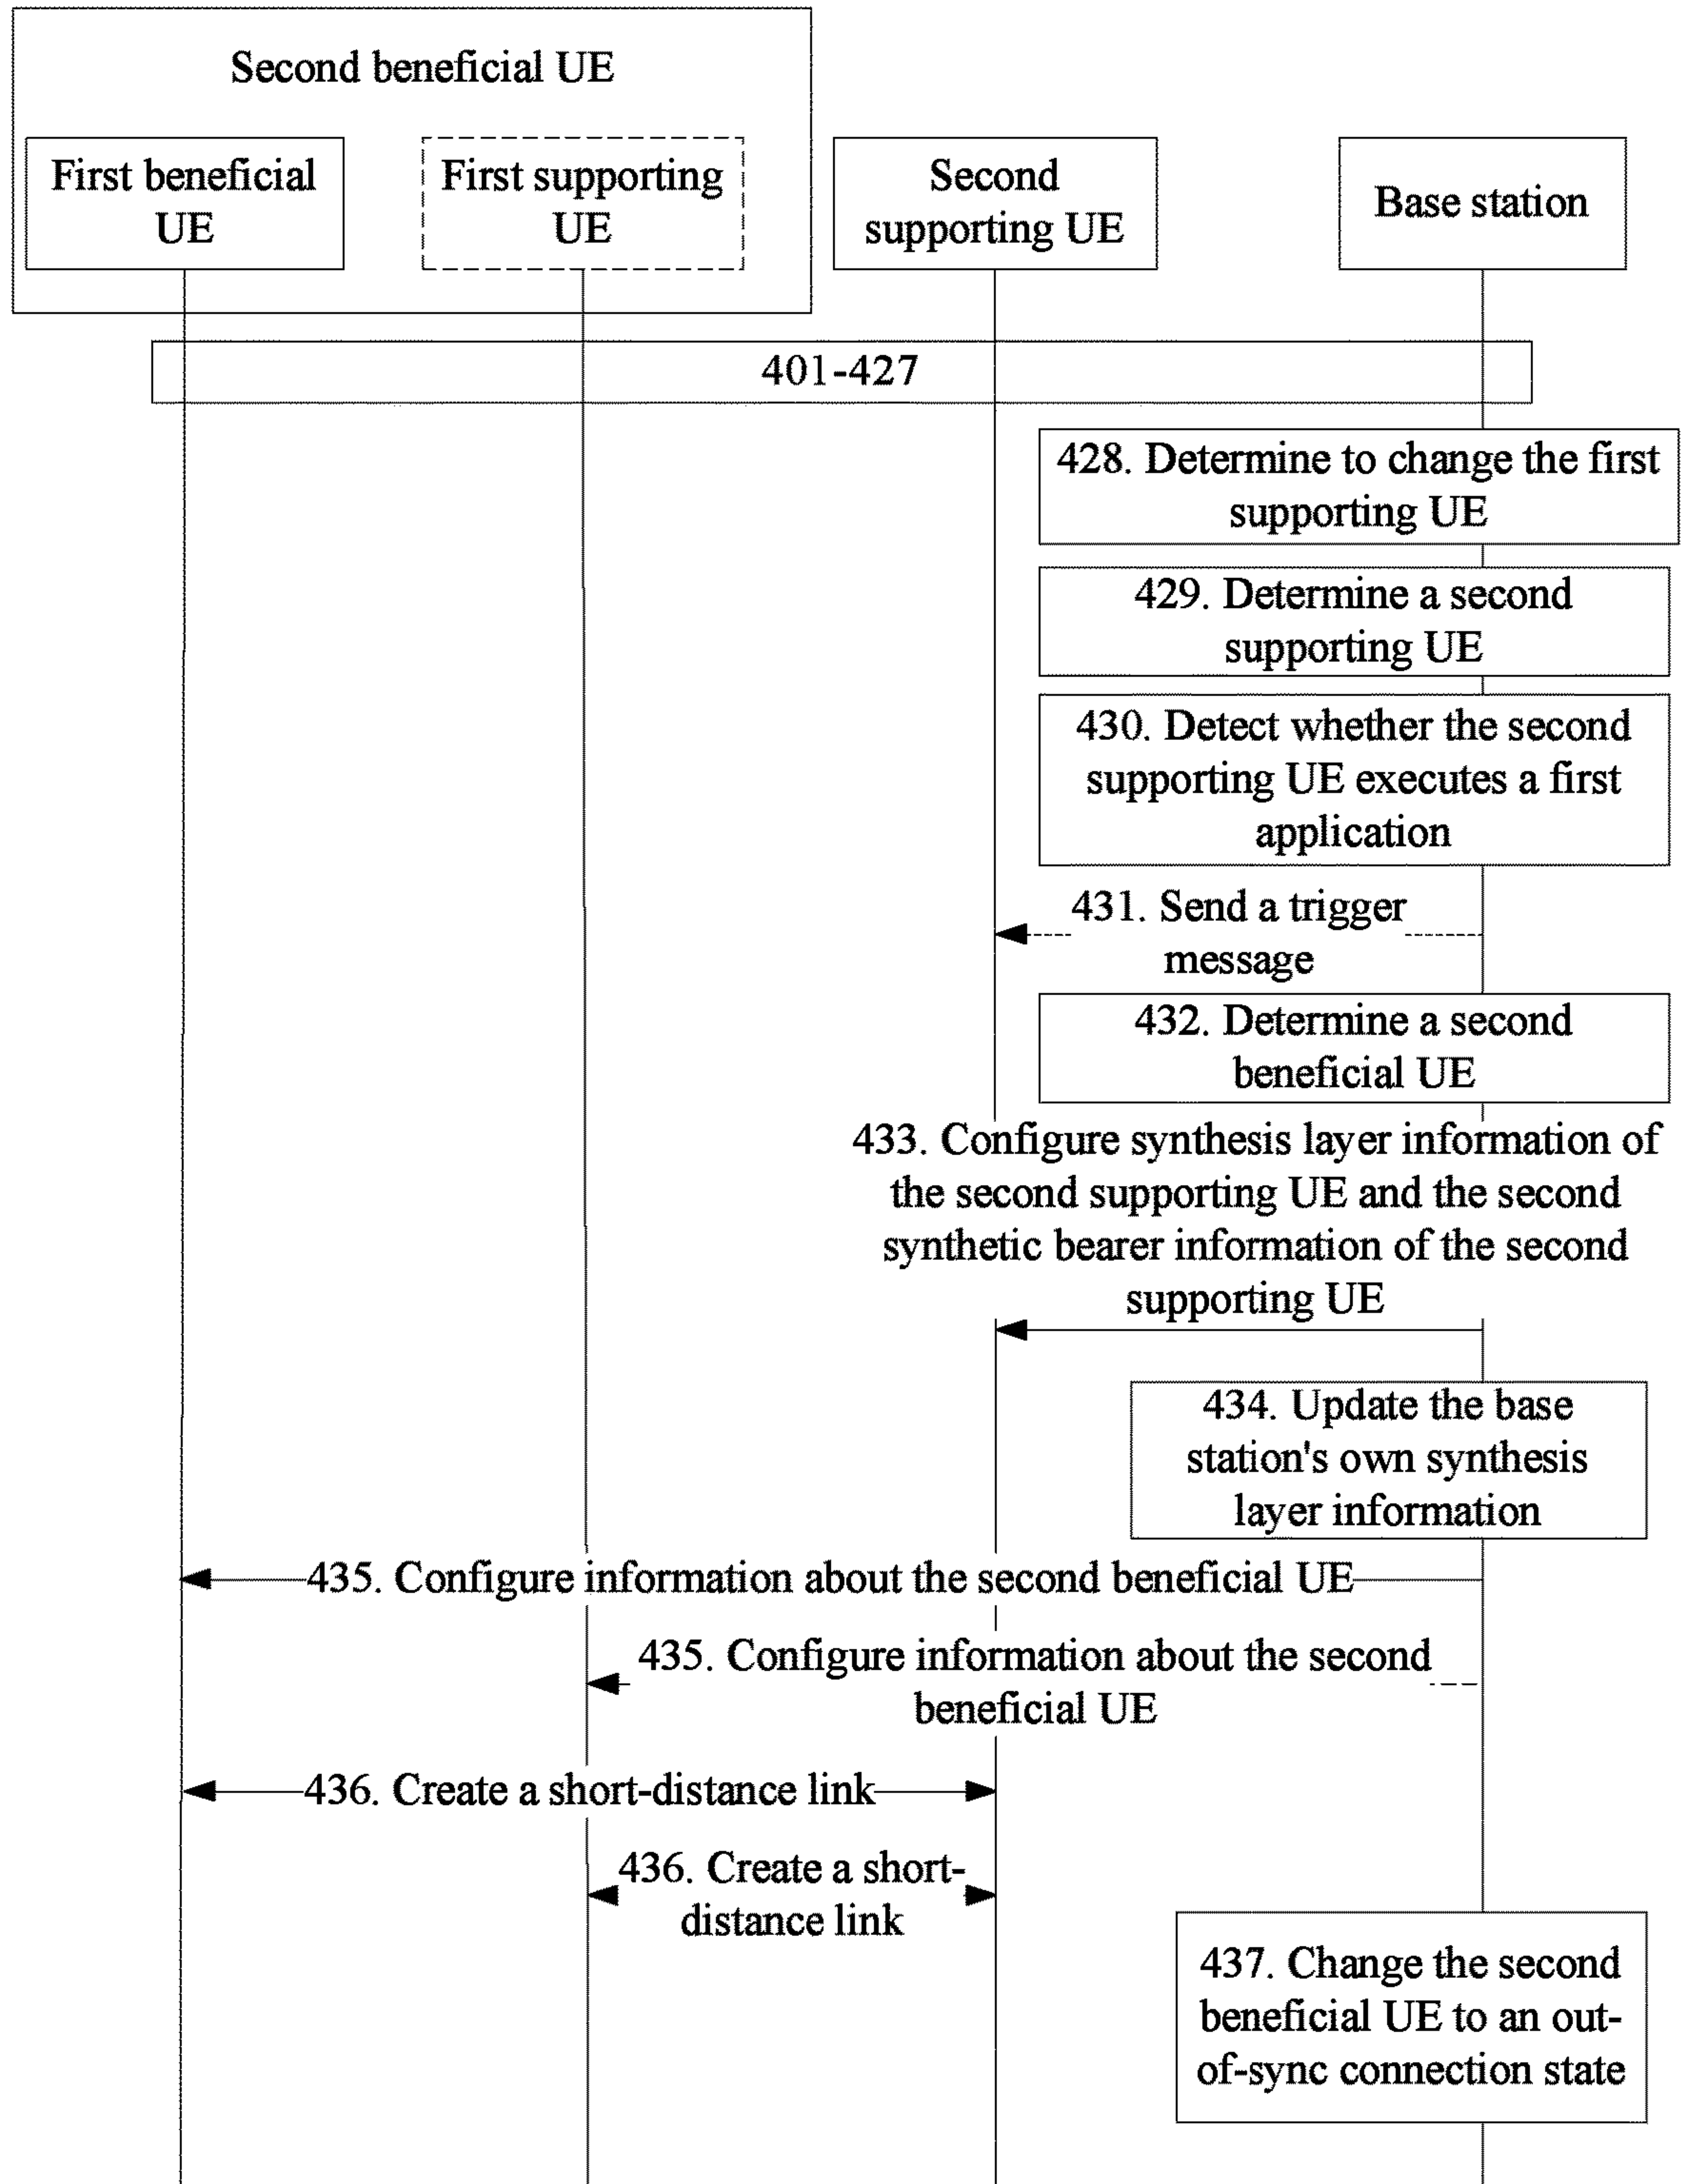 Second beneficial UE
First beneficial
UE
First supporting
UE
Second
supporting UE
Base station
401-427
428. Determine to change the first
supporting UE
429. Determine a second
supporting UE
430. Detect whether the second
supporting UE executes a first
application
431. Send a trigger
message
432. Determine a second
beneficial UE
433. Configure synthesis layer information of
the second supporting UE and the second
synthetic bearer information of the second
supporting UE
434. Update the base
station's own synthesis
layer information
435. Configure information about the second beneficial UE
435. Configure information about the second
beneficial UE
436. Create a short-distance link
436. Create a short-
distance link
437. Change the second
beneficial UE to an out-
of-sync connection state